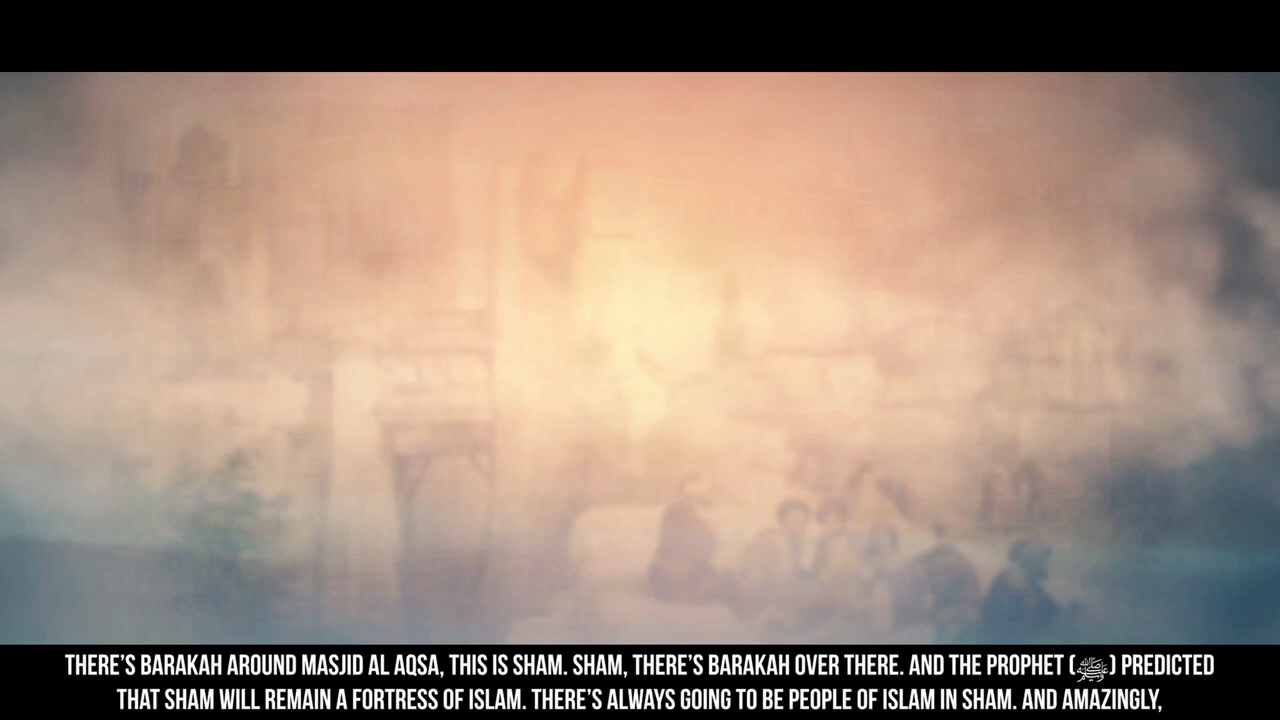 THERE'S BARAKAH AROUND MASJID AL AQSA, THIS IS SHAM. SHAM, THERE'S BARAKAH OVER THERE. AND THE PROPHET (ﷺ) PREDICTED
THAT SHAM WILL REMAIN A FORTRESS OF ISLAM. THERE'S ALWAYS GOING TO BE PEOPLE OF ISLAM IN SHAM. AND AMAZINGLY,